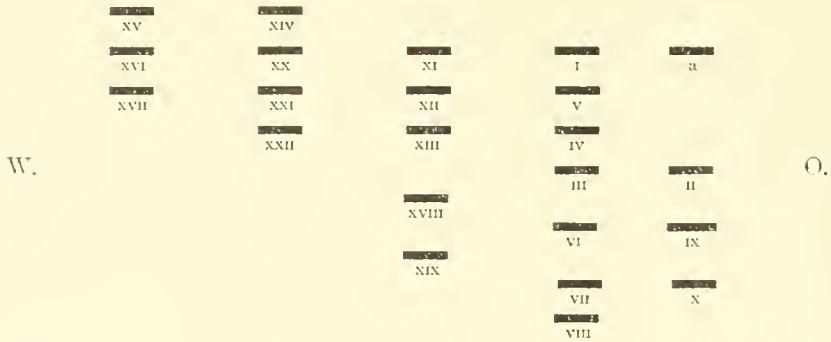 XV XIV
XVI XX XI I a
XVII XXI XII V
XXII XIII IV
W. III II O.
XVIII
VI IX
XIX
VII X
VIII